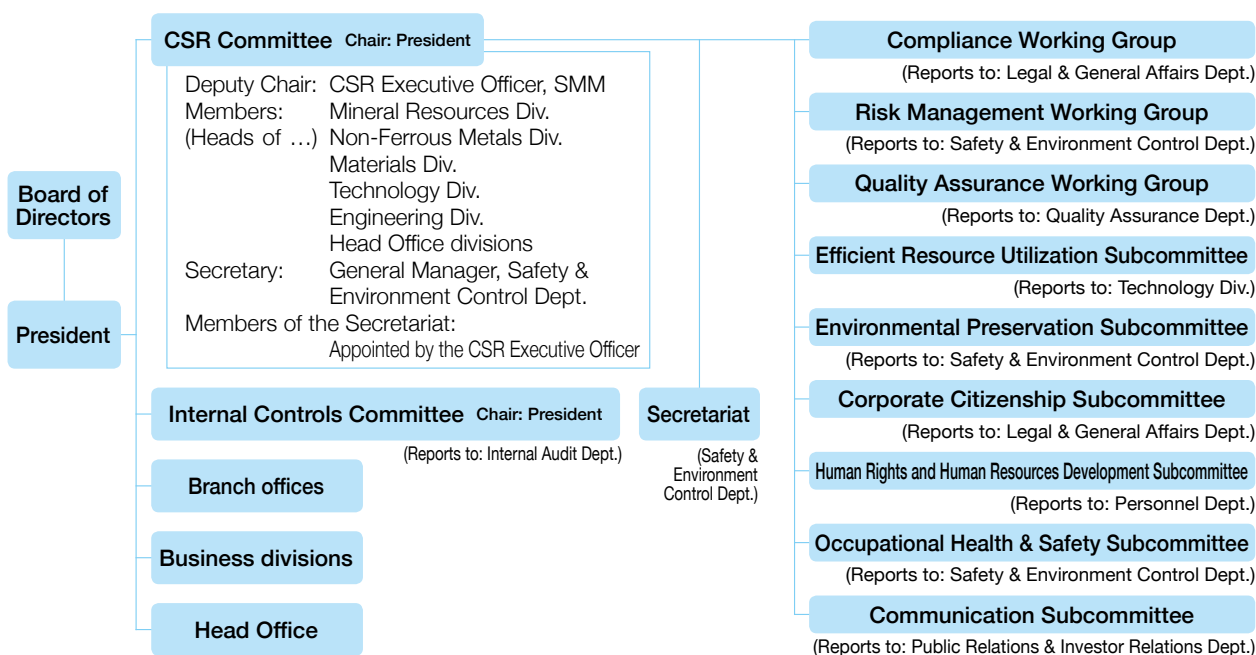 Board of
Directors
President
CSR Committee Chair: President
Deputy Chair: CSR Executive Officer, SMM
Members: Mineral Resources Div.
(Heads of …) Non-Ferrous Metals Div.
Materials Div.
Technology Div.
Engineering Div.
Head Office divisions
Secretary: General Manager, Safety &
Environment Control Dept.
Members of the Secretariat:
Appointed by the CSR Executive Officer
Internal Controls Committee Chair: President
(Reports to: Internal Audit Dept.)
Branch offices
Business divisions
Head Office
Secretariat
(Safety &
Environment
Control Dept.)
Compliance Working Group
(Reports to: Legal & General Affairs Dept.)
Risk Management Working Group
(Reports to: Safety & Environment Control Dept.)
Quality Assurance Working Group
(Reports to: Quality Assurance Dept.)
Efficient Resource Utilization Subcommittee
(Reports to: Technology Div.)
Environmental Preservation Subcommittee
(Reports to: Safety & Environment Control Dept.)
Corporate Citizenship Subcommittee
(Reports to: Legal & General Affairs Dept.)
Human Rights and Human Resources Development Subcommittee
(Reports to: Personnel Dept.)
Occupational Health & Safety Subcommittee
(Reports to: Safety & Environment Control Dept.)
Communication Subcommittee
(Reports to: Public Relations & Investor Relations Dept.)